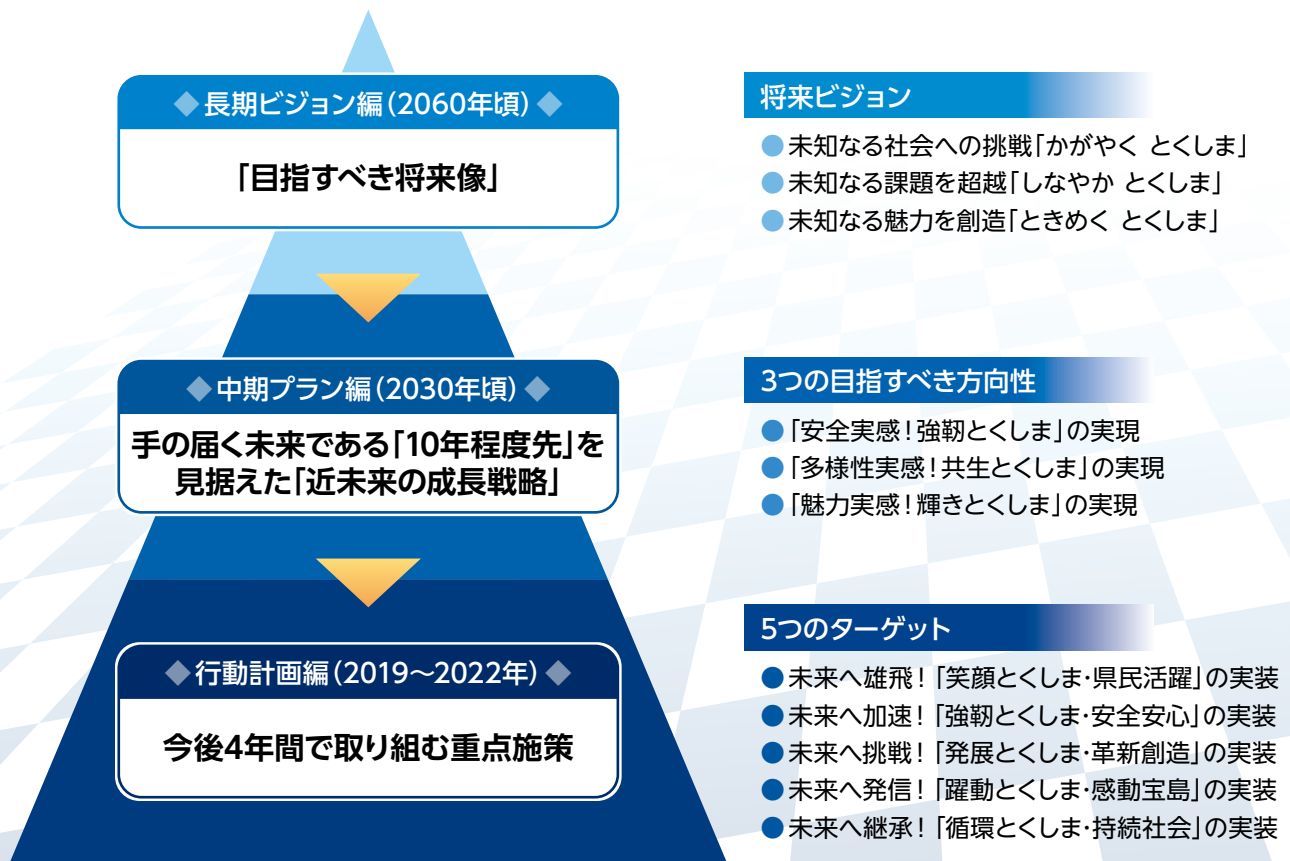 ◆長期ビジョン編(2060年頃)◆
「目指すべき将来像」
将来ビジョン
●未知なる社会への挑戦「かがやく とくしま」
●未知なる課題を超越「しなやか とくしま」
●未知なる魅力を創造「ときめく とくしま」
◆中期プラン編(2030年頃)◆
手の届く未来である「10年程度先」を
見据えた「近未来の成長戦略」
3つの目指すべき方向性
●「安全実感!強靭とくしま」の実現
●「多様性実感!共生とくしま」の実現
●「魅力実感!輝きとくしま」の実現
◆行動計画編(2019~2022年)◆
今後4年間で取り組む重点施策
5つのターゲット
●未来へ雄飛!「笑顔とくしま・県民活躍」の実装
●未来へ加速!「強靭とくしま・安全安心」の実装
●未来へ挑戦!「発展とくしま・革新創造」の実装
●未来へ発信!「躍動とくしま・感動宝島」の実装
●未来へ継承!「循環とくしま・持続社会」の実装